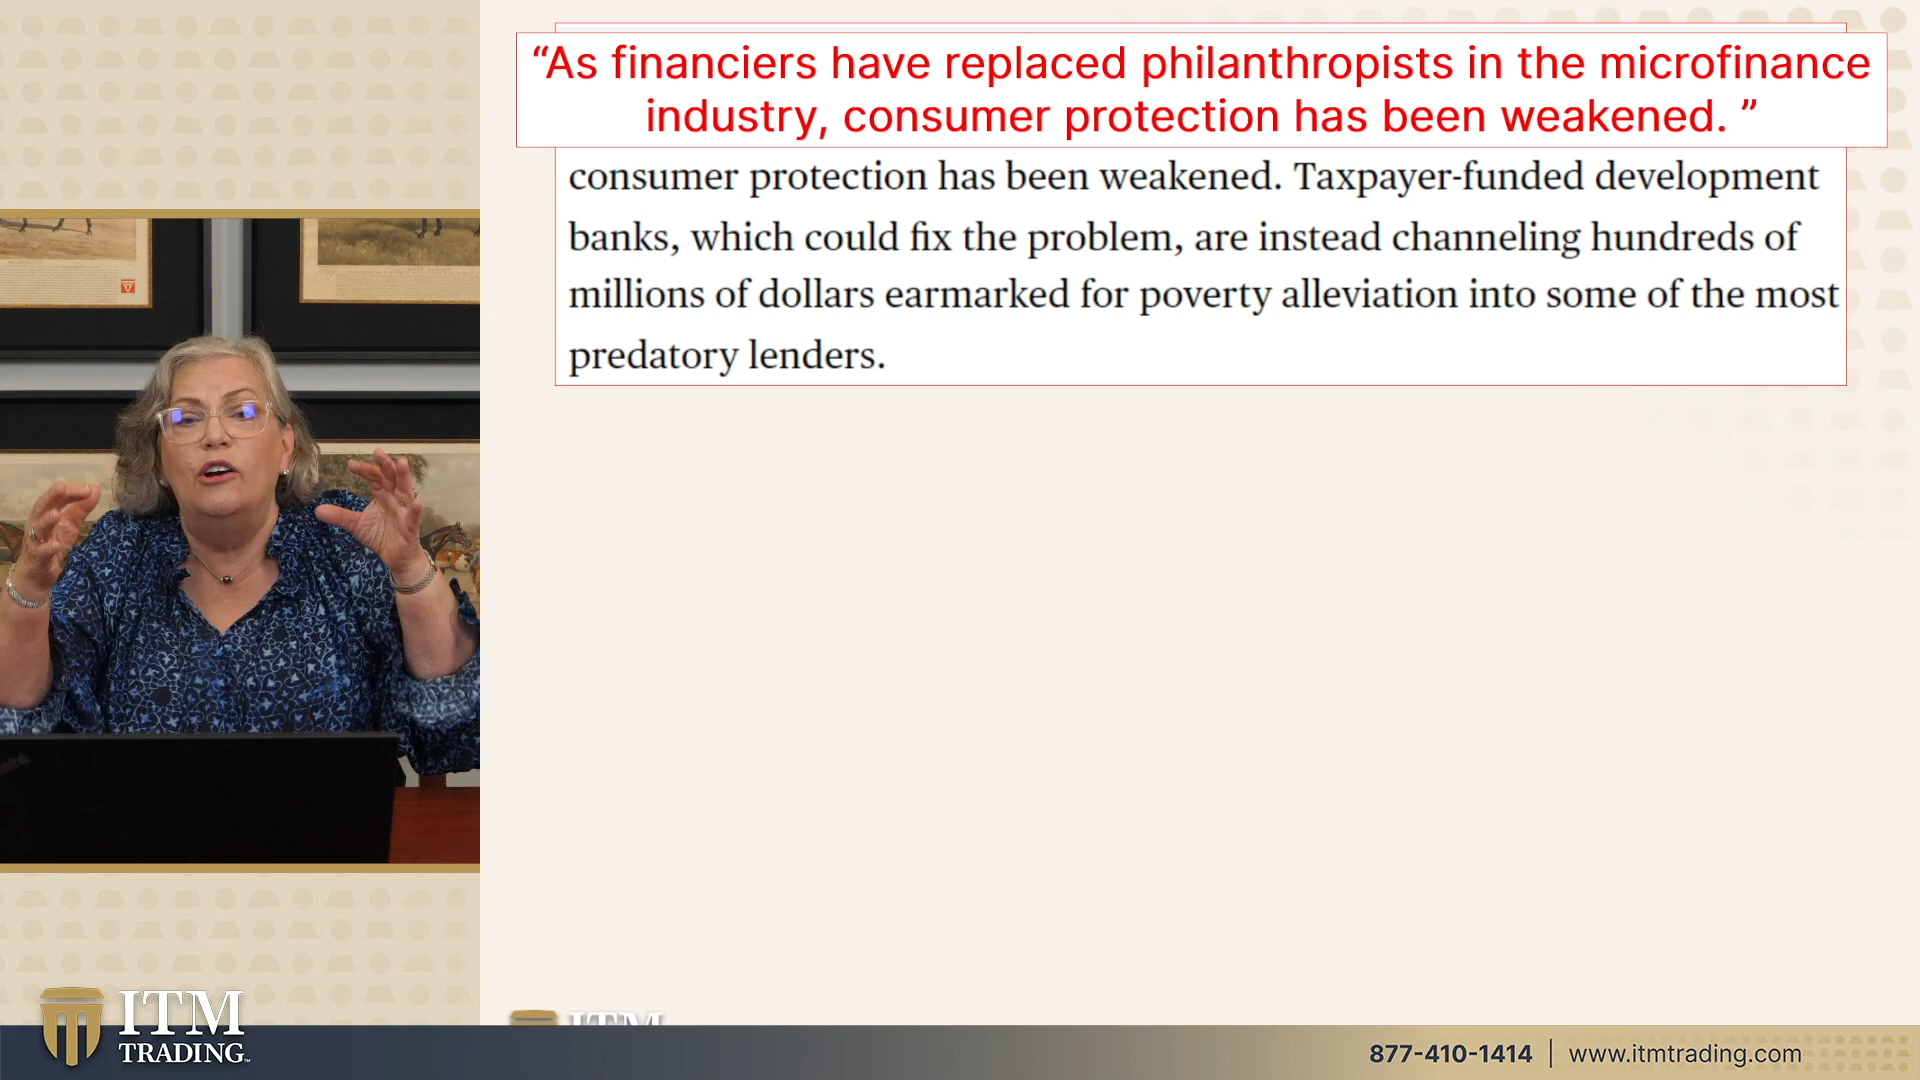 “As financiers have replaced philanthropists in the microfinance
industry, consumer protection has been weakened. ”
consumer protection has been weakened. Taxpayer-funded development
banks, which could fix the problem, are instead channeling hundreds of
millions of dollars earmarked for poverty alleviation into some of the most
predatory lenders.
ITM
TRADING
ITM
877-410-1414 | www.itmtrading.com